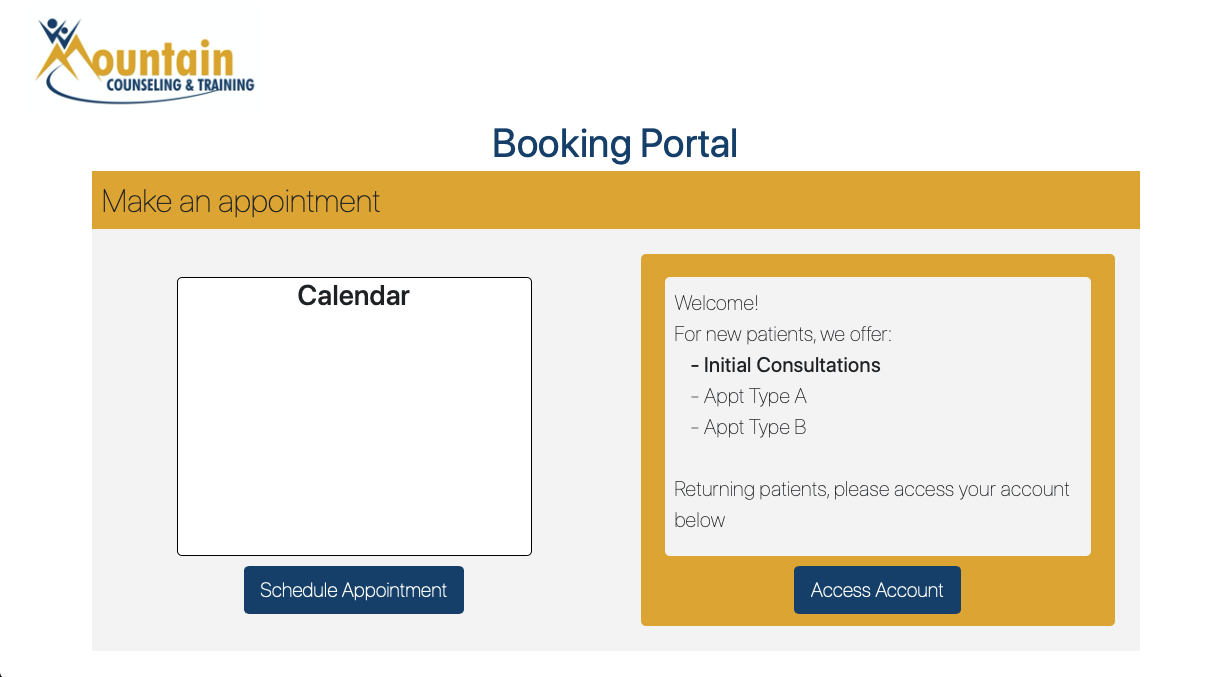 Mountain
COUNSELING & TRAINING
Booking Portal
Make an appointment
Calendar
Schedule Appointment
Welcome!
For new patients, we offer:
- Initial Consultations
- Appt Type A
- Appt Type B
Returning patients, please access your account
below
Access Account